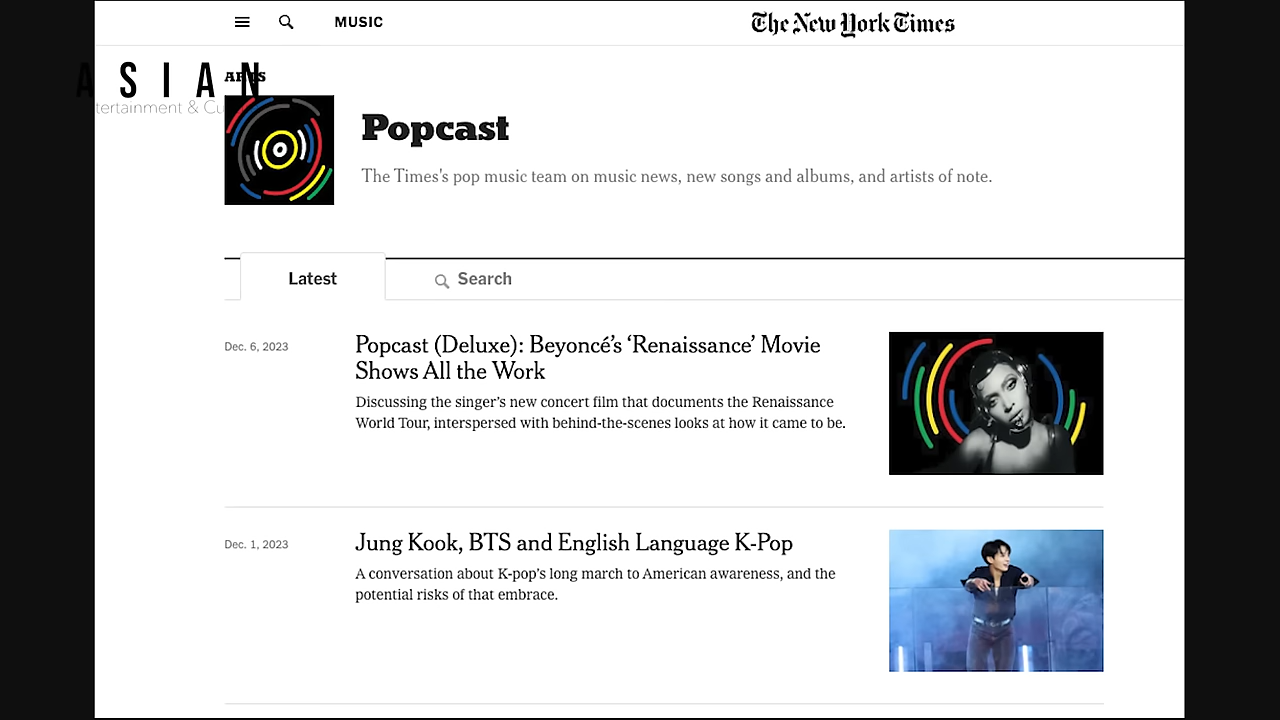 MUSIC
The New York Times
ASIAN
ARTS
tertainment & Cu
Popcast
The Times's pop music team on music news, new songs and albums, and artists of note.
Latest
Search
Dec. 6, 2023
Popcast (Deluxe): Beyoncé’s ‘Renaissance’ Movie
Shows All the Work
Discussing the singer’s new concert film that documents the Renaissance
World Tour, interspersed with behind-the-scenes looks at how it came to be.
Dec. 1, 2023
Jung Kook, BTS and English Language K-Pop
A conversation about K-pop’s long march to American awareness, and the
potential risks of that embrace.